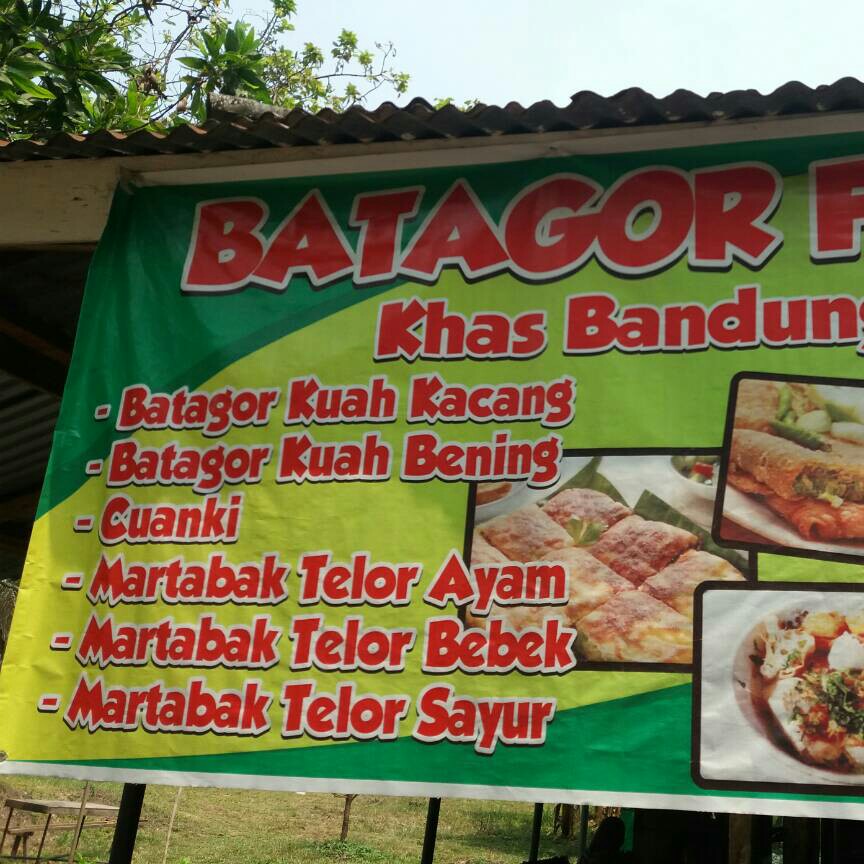 BATAGOR
Khas Bandung
- Batagor Kuah Kacang
- Batagor Kuah Bening
- Cuanki
- Martabak Telor Ayam
- Martabak Telor Bebek
- Martabak Telor Sayur